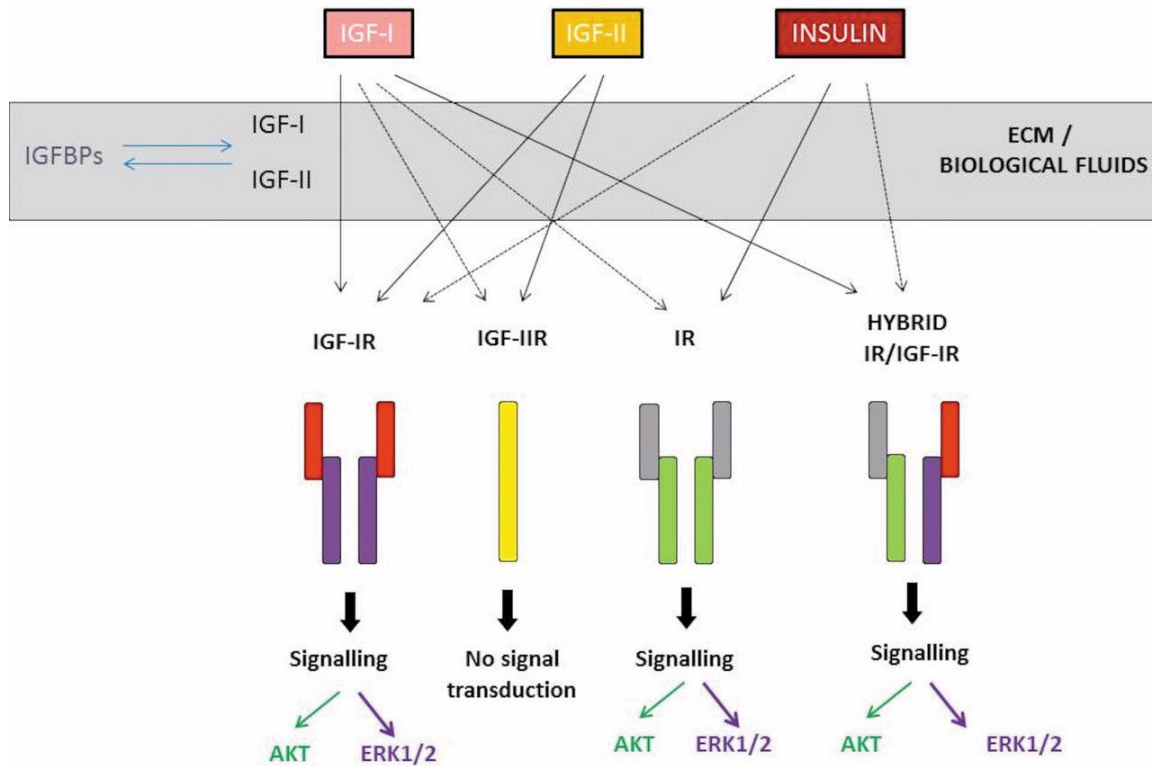 IGF-I
IGF-II
INSULIN
IGFBPs
IGF-I
IGF-II
ECM /
BIOLOGICAL FLUIDS
IGF-IR
IGF-IIR
IR
HYBRID
IR/IGF-IR
Signalling
No signal
transduction
Signalling
Signalling
AKT
ERK1/2
AKT
ERK1/2
AKT
ERK1/2